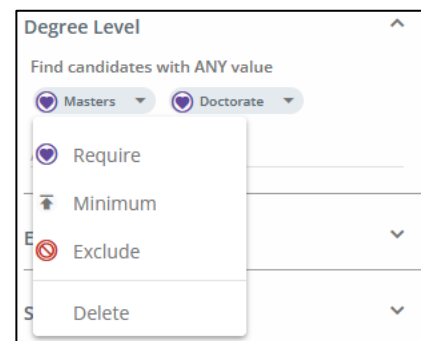 Degree Level
Find candidates with ANY value
Masters Doctorate
Require
Minimum
E
Exclude
S
Delete